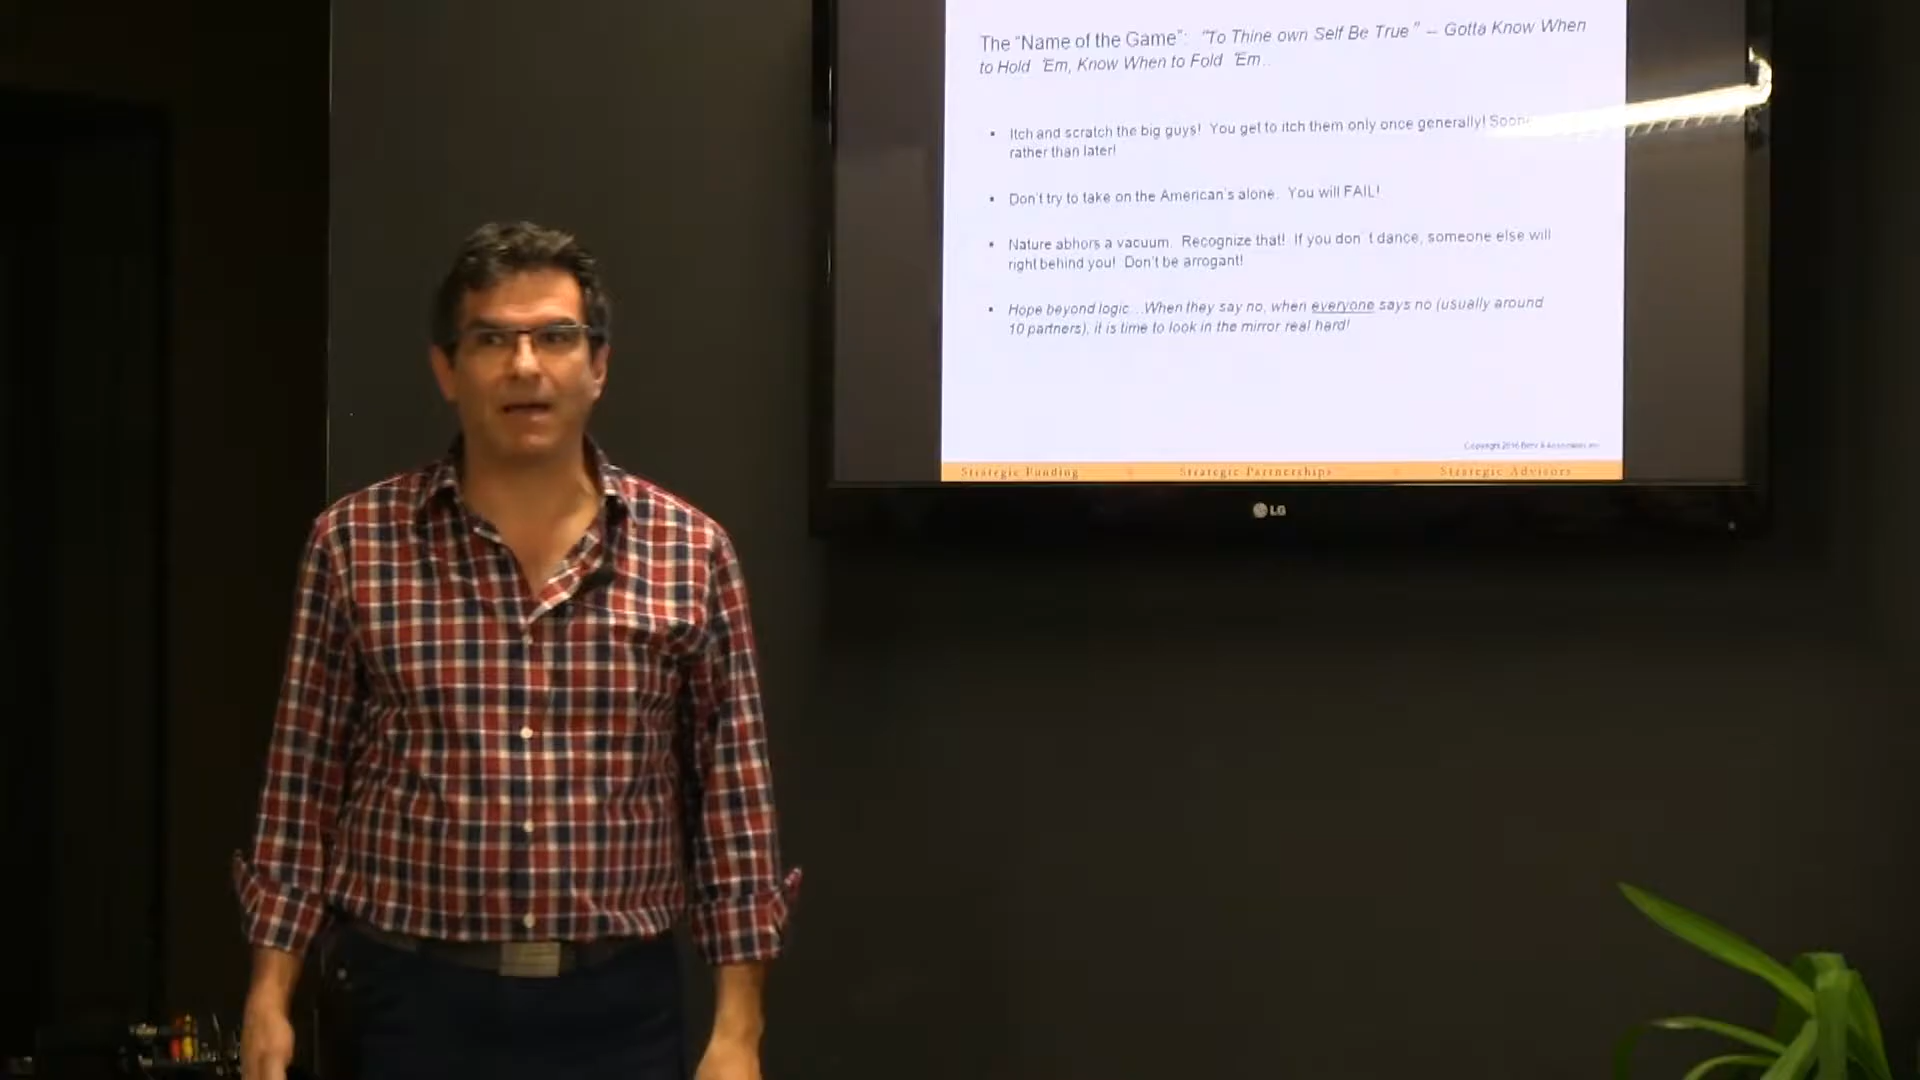 The "Name of the Game": "To Thine own Self Be True" – Gotta Know When
to Hold 'Em, Know When to Fold 'Em..
▪ Itch and scratch the big guys! You get to itch them only once generally!
rather than later!
▪ Don't try to take on the American's alone. You will FAIL!
▪ Nature abhors a vacuum. Recognize that! If you don't dance, someone else will
right behind you! Don't be arrogant!
▪ Hope beyond logic...When they say no, when everyone says no (usually around
10 partners), it is time to look in the mirror real hard!
Copyright 2016
Strategic Funding Strategic Partnerships Strategic Advisors
LG